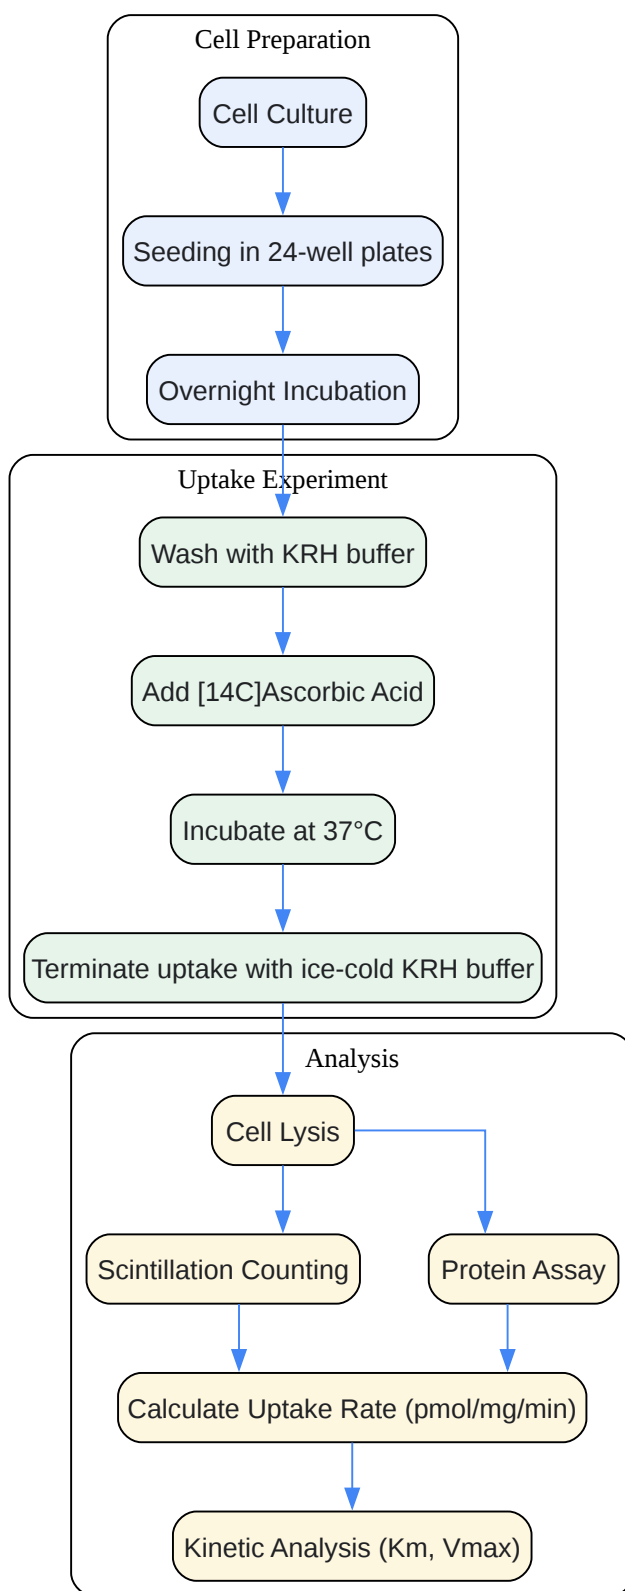 Cell Preparation
Cell Culture
Seeding in 24-well plates
Overnight Incubation
Uptake Experiment
Wash with KRH buffer
Add [14C]Ascorbic Acid
Incubate at 37°C
Terminate uptake with ice-cold KRH buffer
Analysis
Cell Lysis
Scintillation Counting
Protein Assay
Calculate Uptake Rate (pmol/mg/min)
Kinetic Analysis (Km, Vmax)